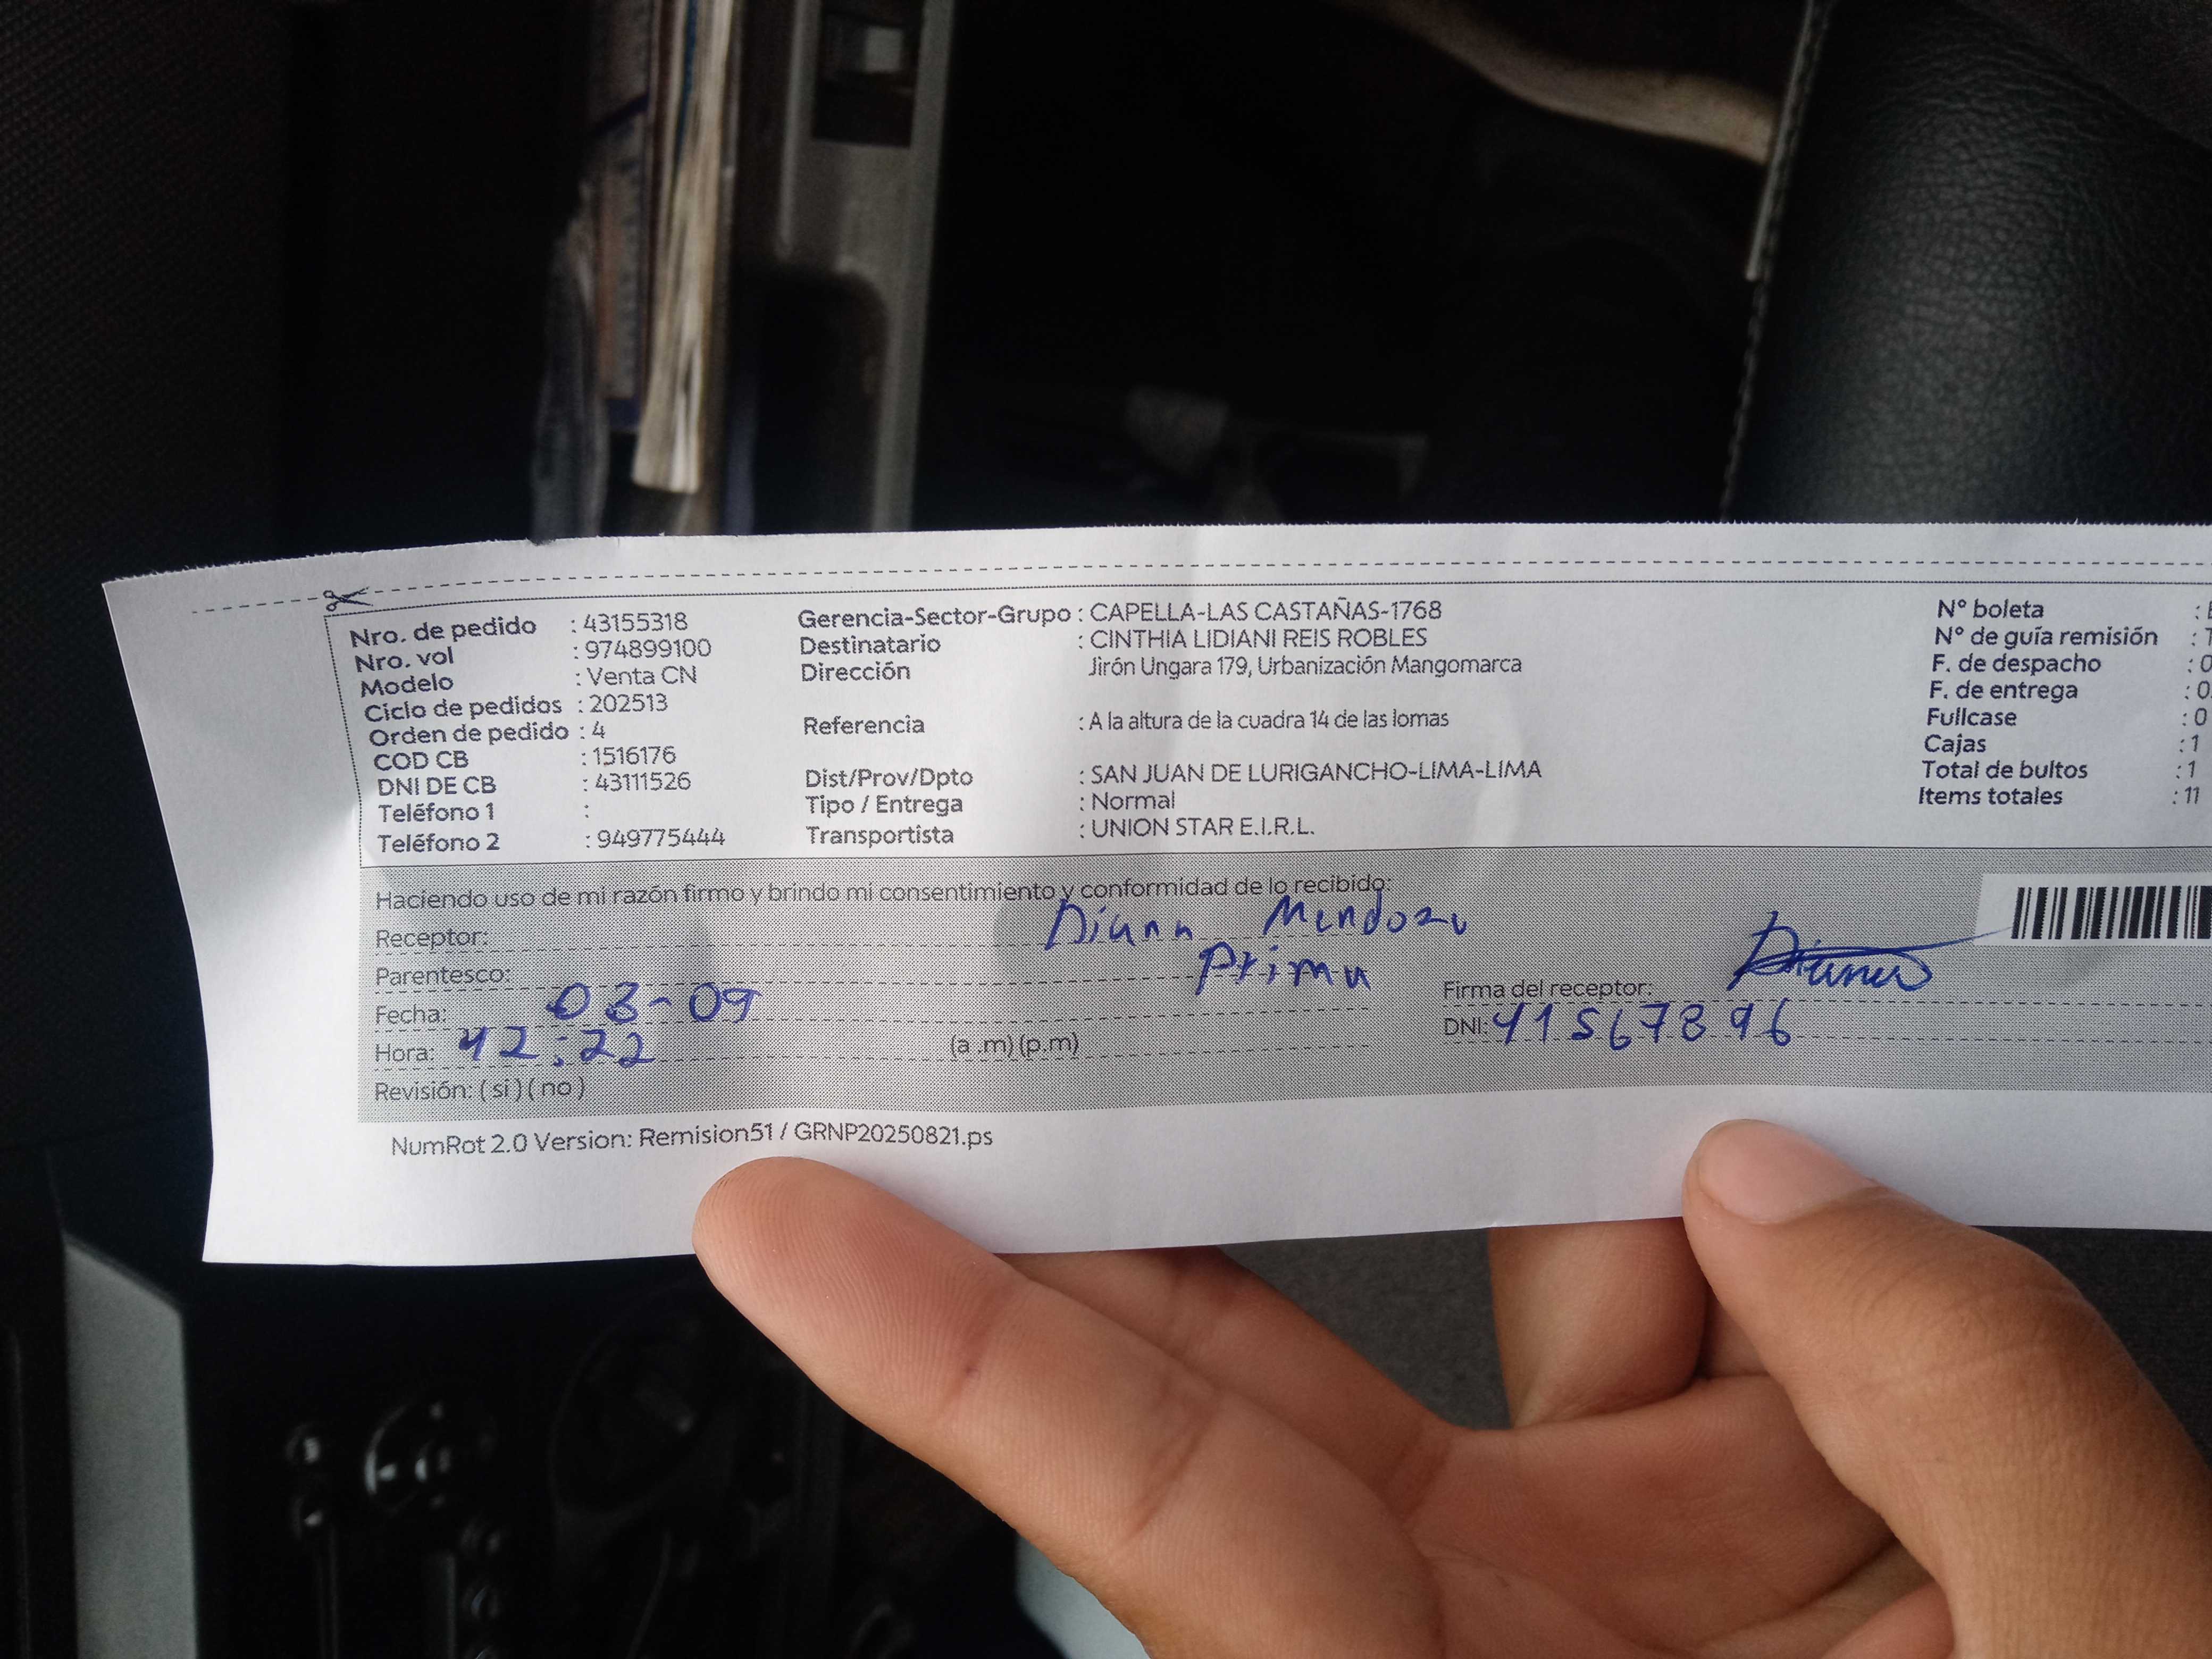 Nro. de pedido : 43155318
Nro. vol : 974899100
Modelo : Venta CN
Ciclo de pedidos : 202513
Orden de pedido : 4
COD CB : 1516176
DNI DE CB : 43111526
Teléfono 1 :
Teléfono 2 : 949775444
Gerencia-Sector-Grupo : CAPELLA-LAS CASTAÑAS-1768
Destinatario : CINTHIA LIDIANI REIS ROBLES
Dirección Jirón Ungara 179, Urbanización Mangomarca
Referencia : A la altura de la cuadra 14 de las lomas
Dist/Prov/Dpto : SAN JUAN DE LURIGANCHO-LIMA-LIMA
Tipo / Entrega : Normal
Transportista : UNION STAR E.I.R.L.
N° boleta :
N° de guía remisión :
F. de despacho : 0
F. de entrega : 0
Fullcase : 0
Cajas : 1
Total de bultos : 1
Items totales : 11
Haciendo uso de mi razón firmo y brindo mi consentimiento y conformidad de lo recibido:
Receptor: Diana Mendoza
Parentesco: Prima
Fecha: 03-09
Hora: 12:22 (a .m) (p.m)
Revisión: ( si ) ( no )
Firma del receptor: Diana
DNI: 41567896
NumRot 2.0 Version: Remision51 / GRNP20250821.ps